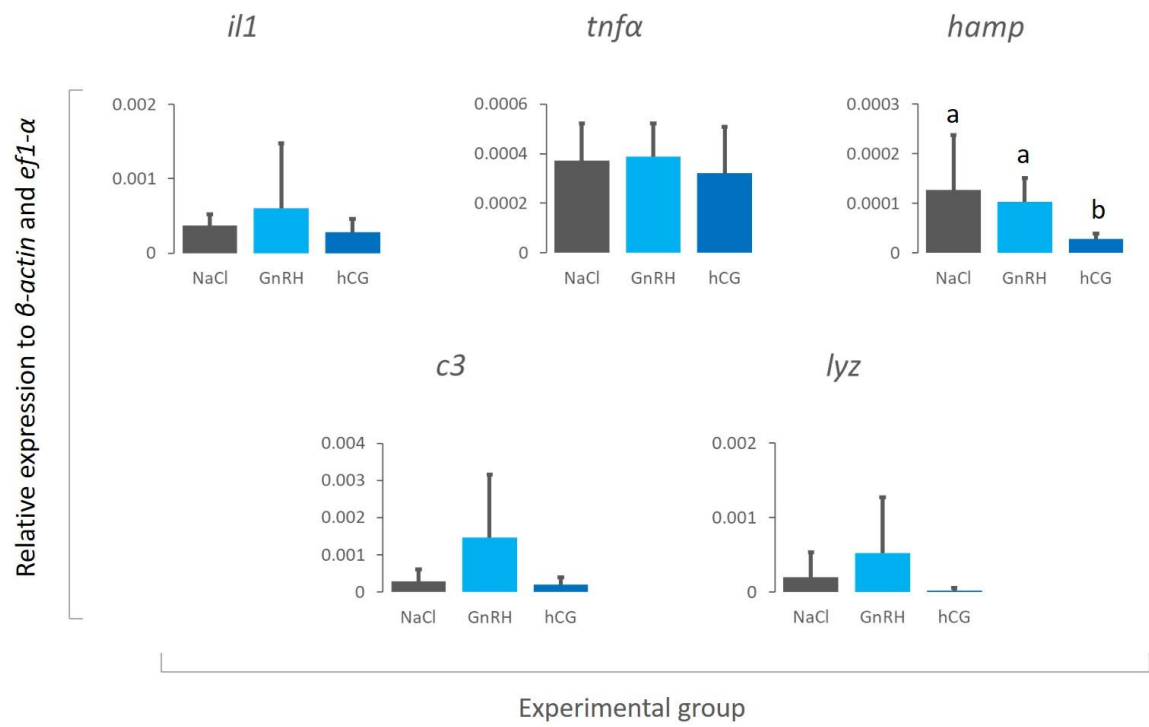 il1
tnfα
hamp
Relative expression to β-actin and ef1-α
0.002
0.001
0
NaCl GnRH hCG
0.0006
0.0004
0.0002
0
NaCl GnRH hCG
0.0003
0.0002
0.0001
0
a
a
b
NaCl GnRH hCG
c3
lyz
0.004
0.003
0.002
0.001
0
NaCl GnRH hCG
0.002
0.001
0
NaCl GnRH hCG
Experimental group